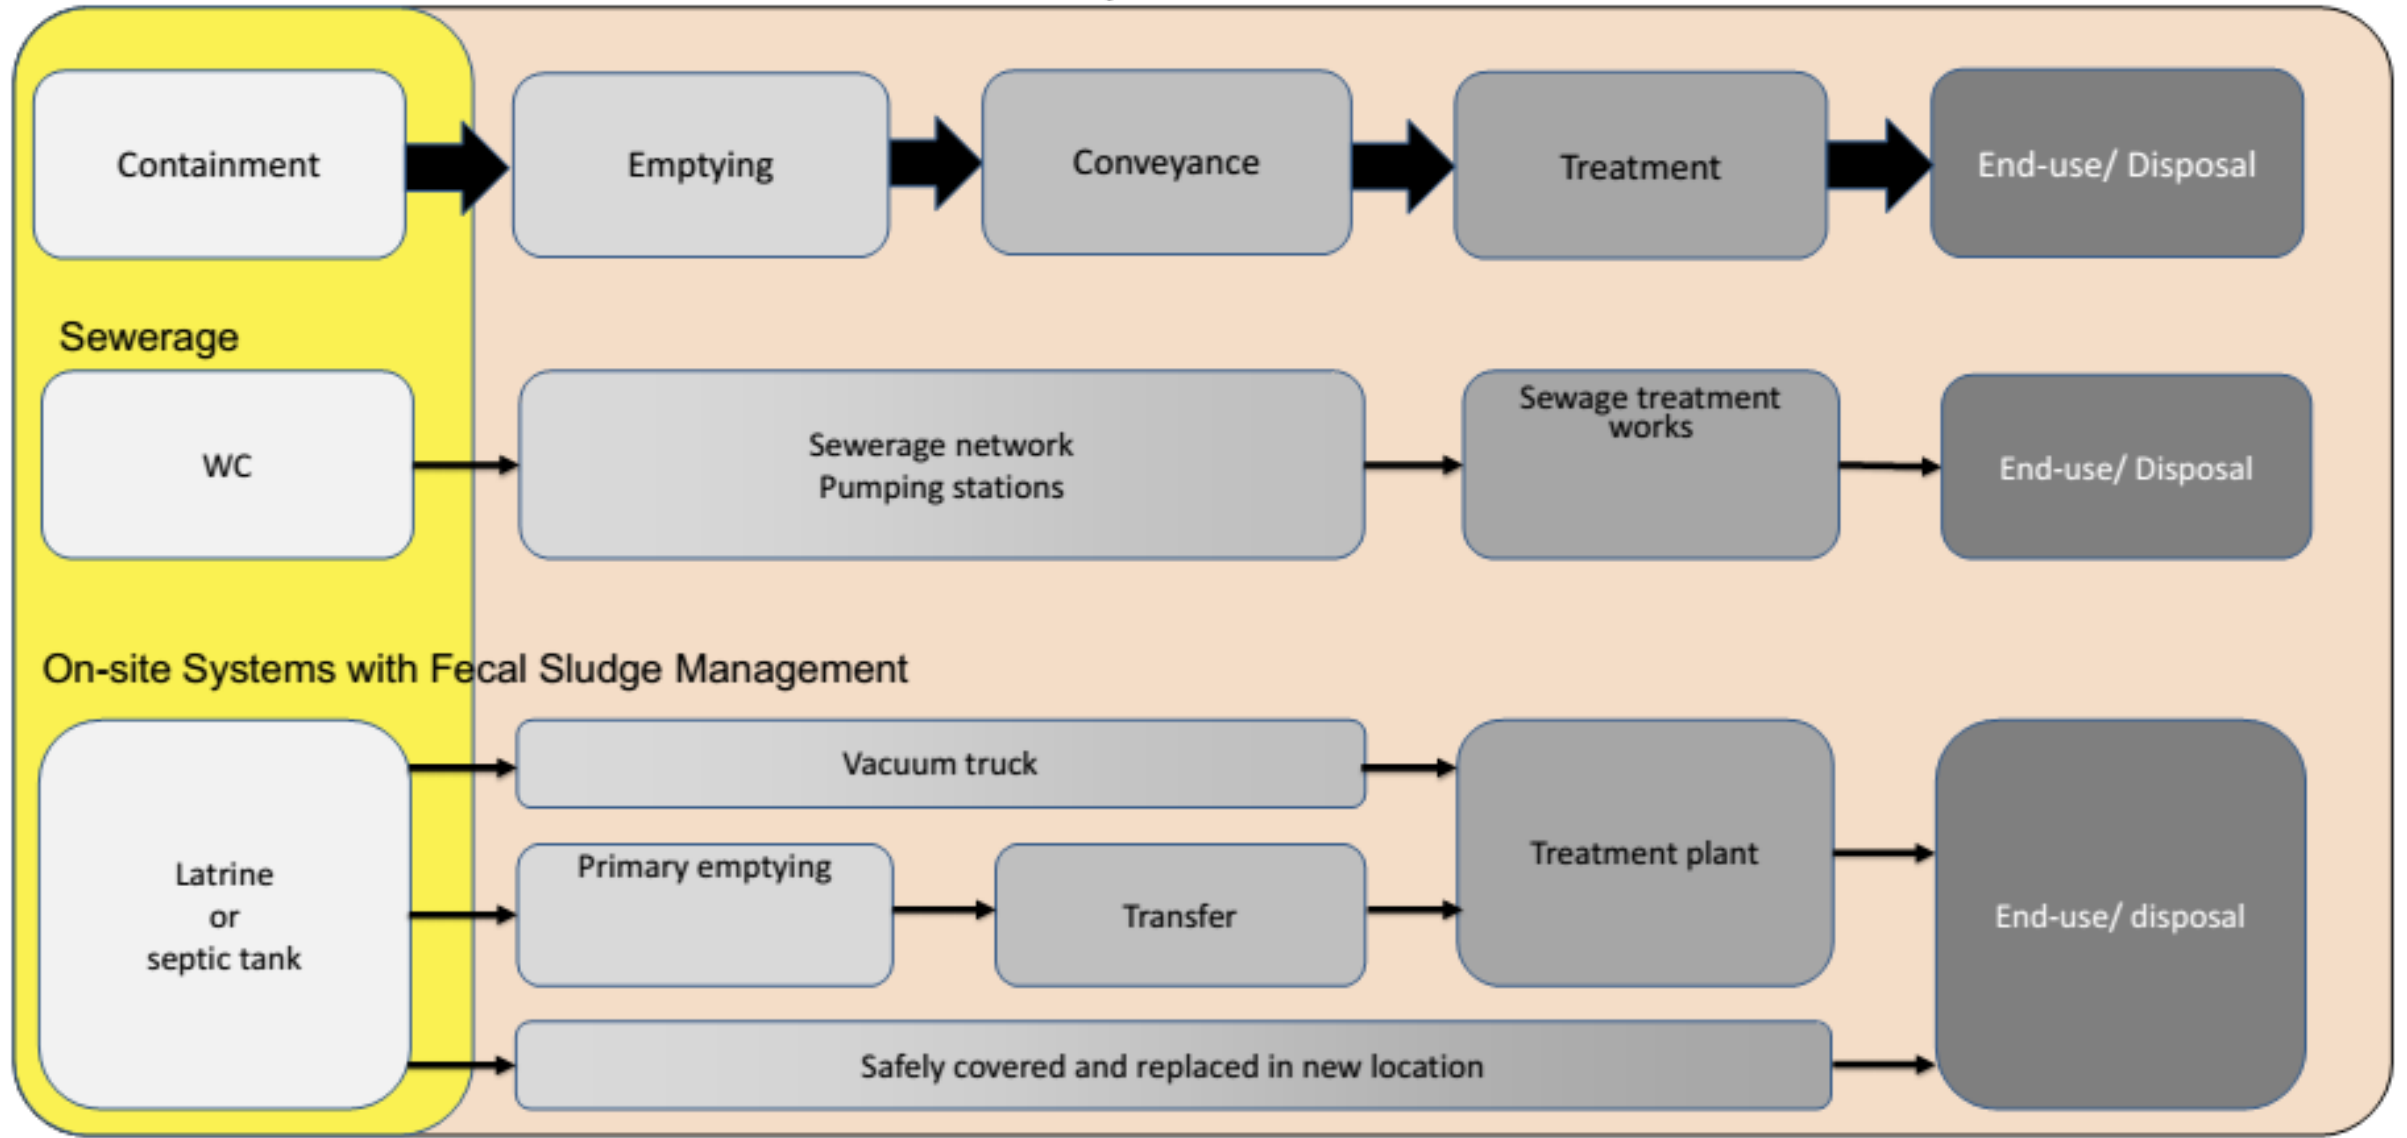 Containment
Emptying
Conveyance
Treatment
End-use/ Disposal
Sewerage
WC
Sewerage network
Pumping stations
Sewage treatment
works
End-use/ Disposal
On-site Systems with Fecal Sludge Management
Latrine
or
septic tank
Vacuum truck
Primary emptying
Transfer
Treatment plant
End-use/ disposal
Safely covered and replaced in new location